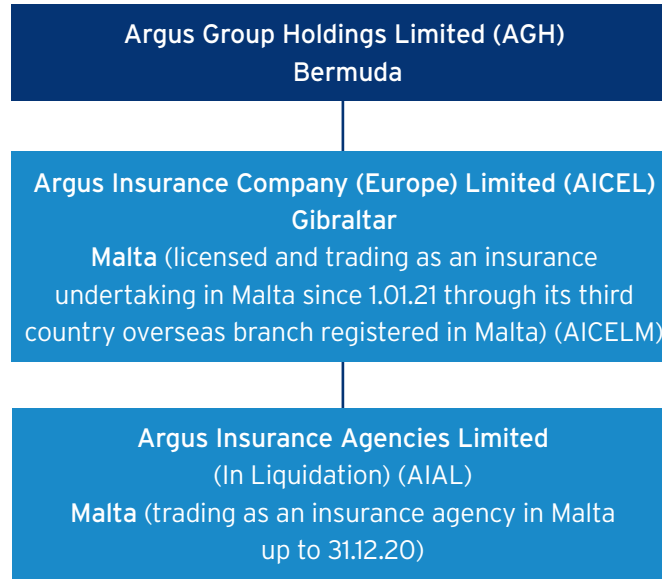 Argus Group Holdings Limited (AGH)
Bermuda
Argus Insurance Company (Europe) Limited (AICEL)
Gibraltar
Malta (licensed and trading as an insurance
undertaking in Malta since 1.01.21 through its third
country overseas branch registered in Malta) (AICELM)
Argus Insurance Agencies Limited
(In Liquidation) (AIAL)
Malta (trading as an insurance agency in Malta
up to 31.12.20)